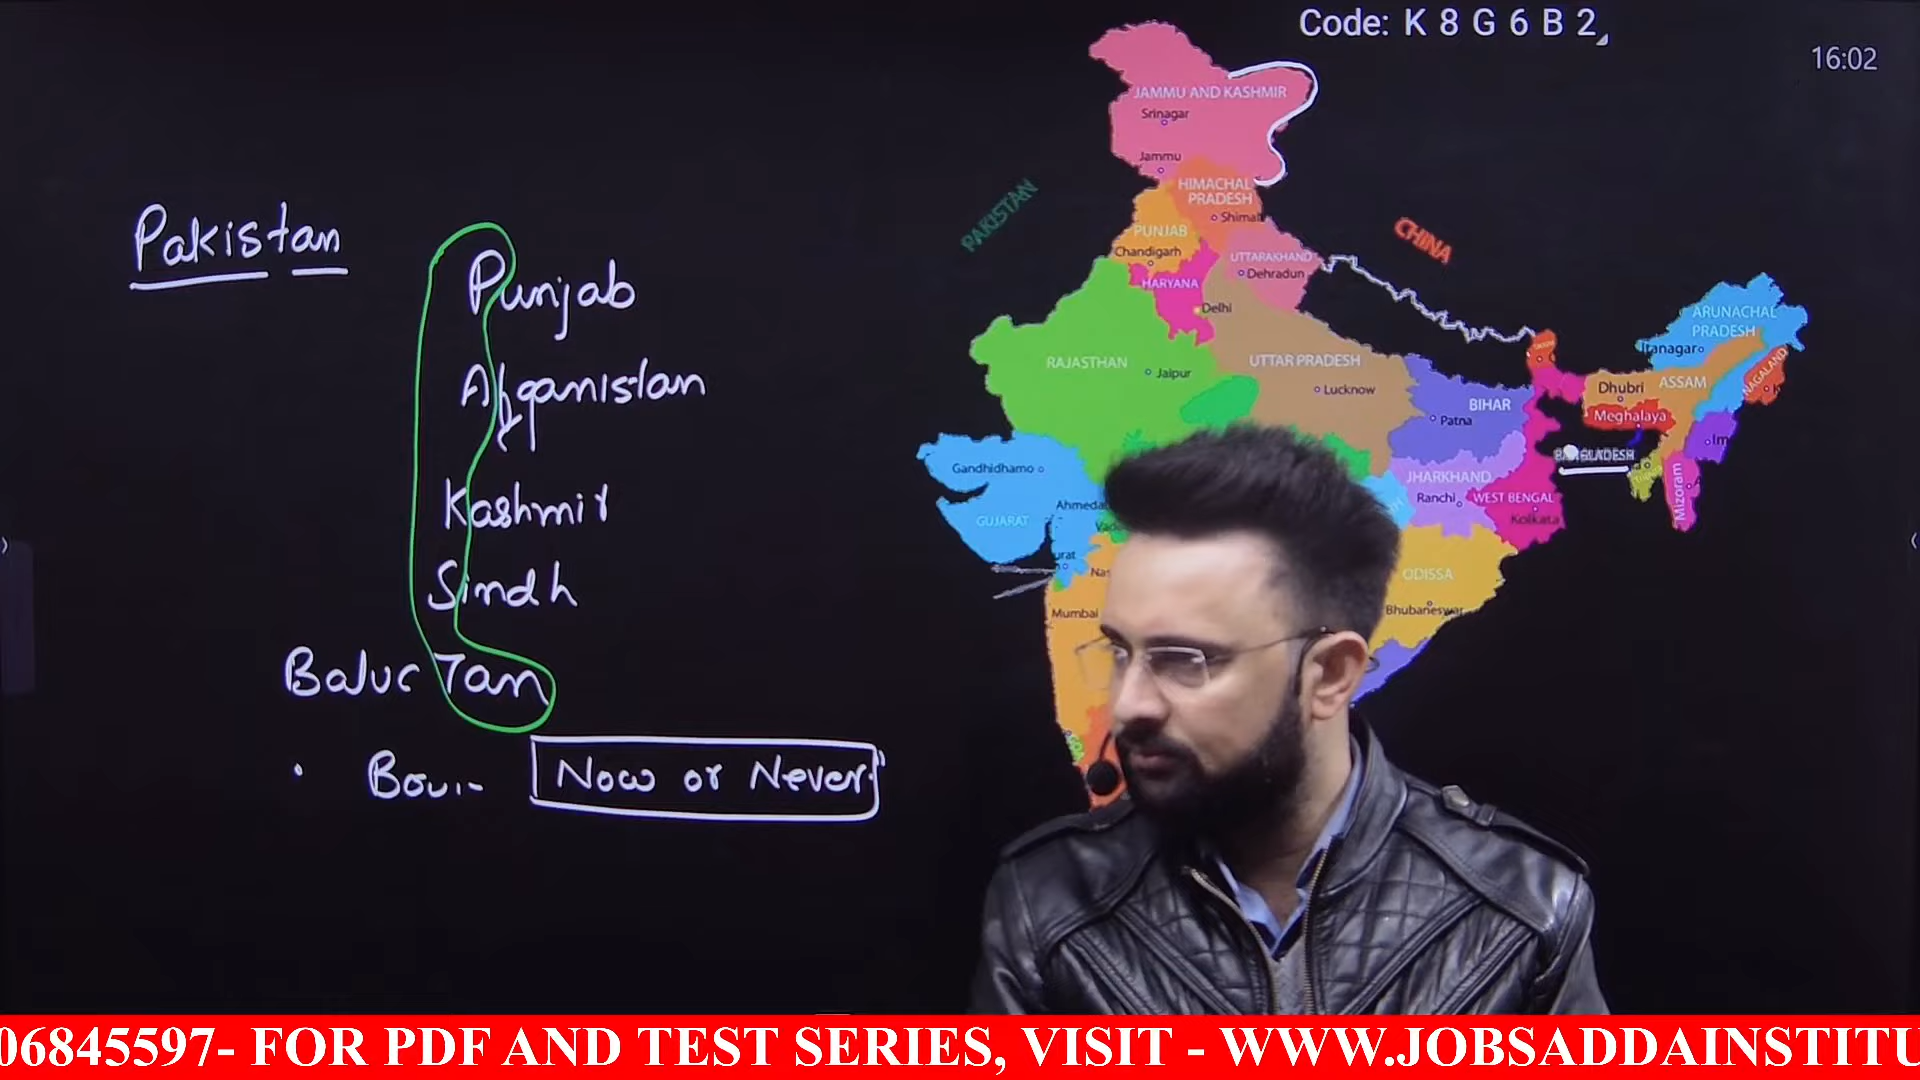 Code: K 8 G 6 B 2
16:02
Pakistan
Punjab
Afganistan
Kashmir
Sindh
Baluc Tan
Now or Never
JAMMU AND KASHMIR
Srinagar
Jammu
HIMACHAL
PRADESH
PAKISTAN
CHINA
PUNJAB
Chandigarh
UTTARAKHAND
Dehradun
HARYANA
Delhi
ARUNACHAL
PRADESH
Itanagar
RAJASTHAN
Jaipur
UTTAR PRADESH
Lucknow
BIHAR
Patna
Dhubri
ASSAM
NAGALAND
Meghalaya
BANGLADESH
Mizoram
JHARKHAND
Ranchi
WEST BENGAL
Kolkata
Gandhidhamo
GUJARAT
ODISSA
Bhubaneswar
Mumbai
06845597- FOR PDF AND TEST SERIES, VISIT - WWW.JOBSADDAINSTITU